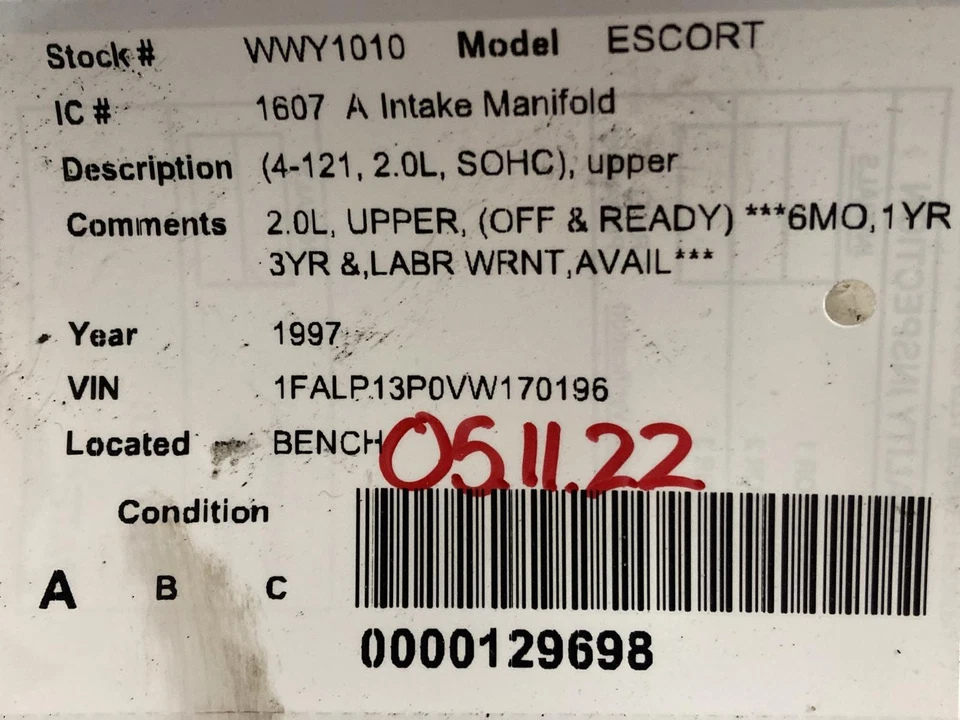 Stock # WWY1010 Model ESCORT
IC # 1607 A Intake Manifold
Description (4-121, 2.0L, SOHC), upper
Comments 2.0L, UPPER, (OFF & READY) ***6MO,1YR
3YR &,LABR WRNT,AVAIL***
Year 1997
VIN 1FALP13P0VW170196
Located BENCH 05.11.22
Condition
A B C
0000129698